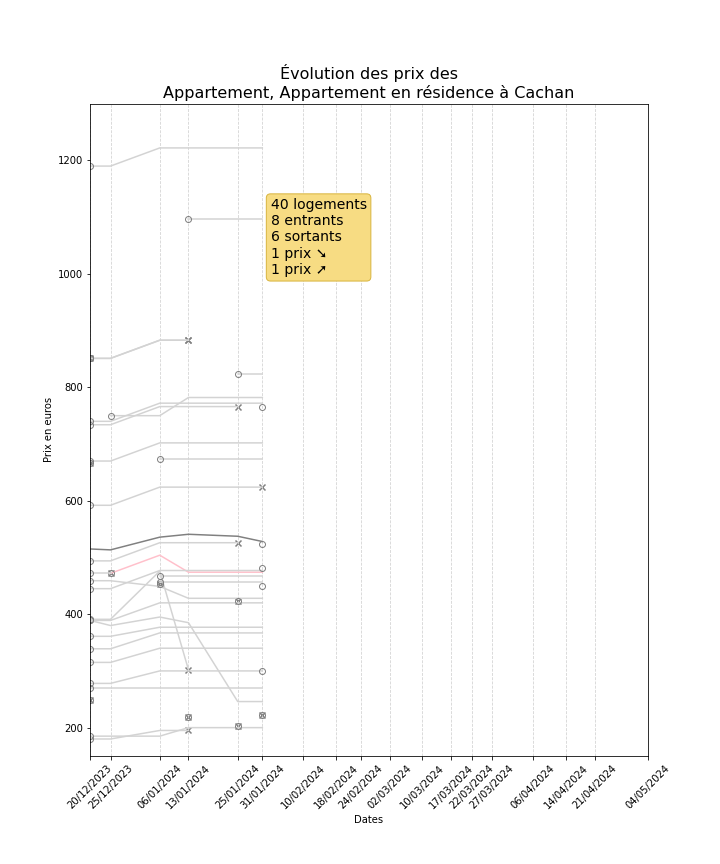 Évolution des prix des
Appartement, Appartement en résidence à Cachan
1200
1000
800
600
400
200
Prix en euros
40 logements
8 entrants
6 sortants
1 prix ➘
1 prix ➚
20/12/2023
25/12/2023
06/01/2024
13/01/2024
25/01/2024
31/01/2024
10/02/2024
18/02/2024
24/02/2024
02/03/2024
10/03/2024
17/03/2024
22/03/2024
27/03/2024
06/04/2024
14/04/2024
21/04/2024
04/05/2024
Dates